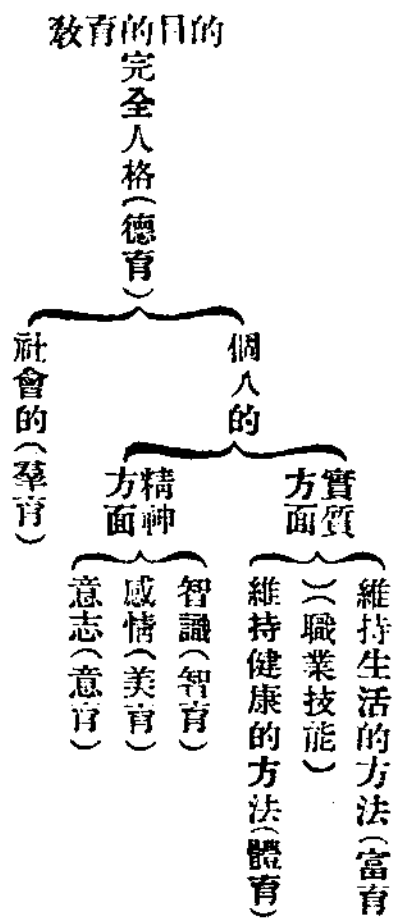 敎育的目的
完全人格(德育)
個人的
實質
方面
維持生活的方法(富育
)(職業技能)
維持健康的方法(體育)
精神
方面
智識(智育)
感情(美育)
意志(意育)
社會的(羣育)